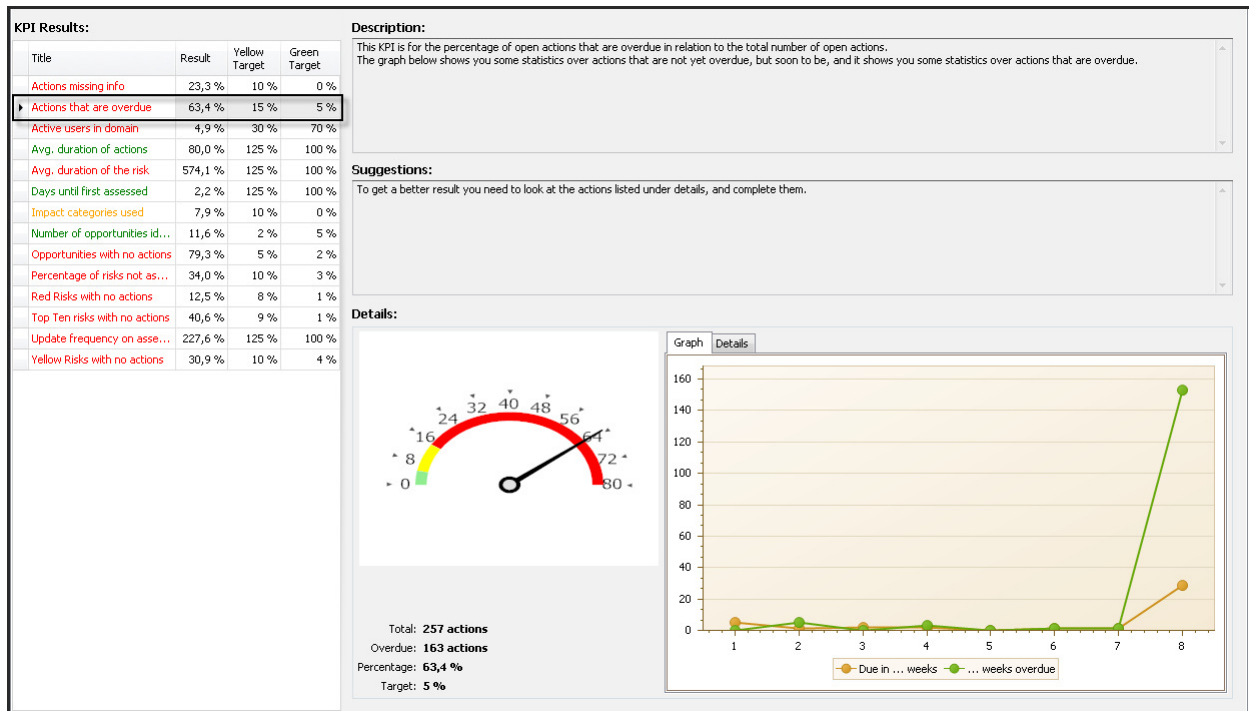 KPI Results:
Title Result Yellow Target Green Target
Actions missing info 23,3 % 10 % 0 %
Actions that are overdue 63,4 % 15 % 5 %
Active users in domain 4,9 % 30 % 70 %
Avg. duration of actions 80,0 % 125 % 100 %
Avg. duration of the risk 574,1 % 125 % 100 %
Days until first assessed 2,2 % 125 % 100 %
Impact categories used 7,9 % 10 % 0 %
Number of opportunities id... 11,6 % 2 % 5 %
Opportunities with no actions 79,3 % 5 % 2 %
Percentage of risks not as... 34,0 % 10 % 3 %
Red Risks with no actions 12,5 % 8 % 1 %
Top Ten risks with no actions 40,6 % 9 % 1 %
Update frequency on asse... 227,6 % 125 % 100 %
Yellow Risks with no actions 30,9 % 10 % 4 %
Description:
This KPI is for the percentage of open actions that are overdue in relation to the total number of open actions.
The graph below shows you some statistics over actions that are not yet overdue, but soon to be, and it shows you some statistics over actions that are overdue.
Suggestions:
To get a better result you need to look at the actions listed under details, and complete them.
Details:
0 8 16 24 32 40 48 56 64 72 80
Total: 257 actions
Overdue: 163 actions
Percentage: 63,4 %
Target: 5 %
Graph Details
160
140
120
100
80
60
40
20
0
1 2 3 4 5 6 7 8
Due in ... weeks ... weeks overdue